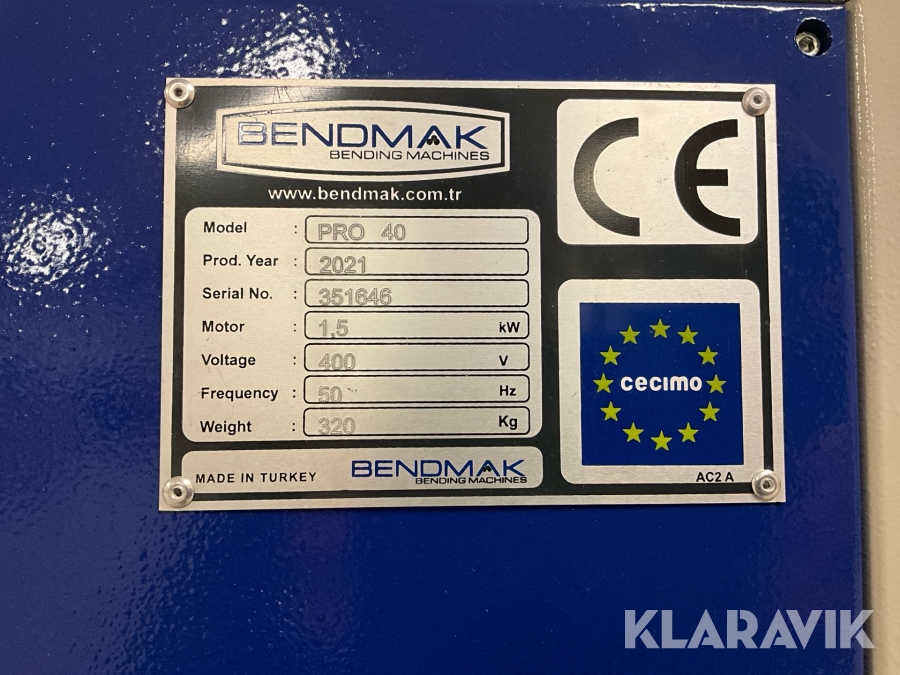 BENDMAK
BENDING MACHINES
www.bendmak.com.tr
Model : PRO 40
Prod. Year : 2021
Serial No. : 351646
Motor : 1,5 kW
Voltage : 400 V
Frequency : 50 Hz
Weight : 320 Kg
MADE IN TURKEY BENDMAK
BENDING MACHINES
CE
cecimo
AC2 A
KLARAVIK